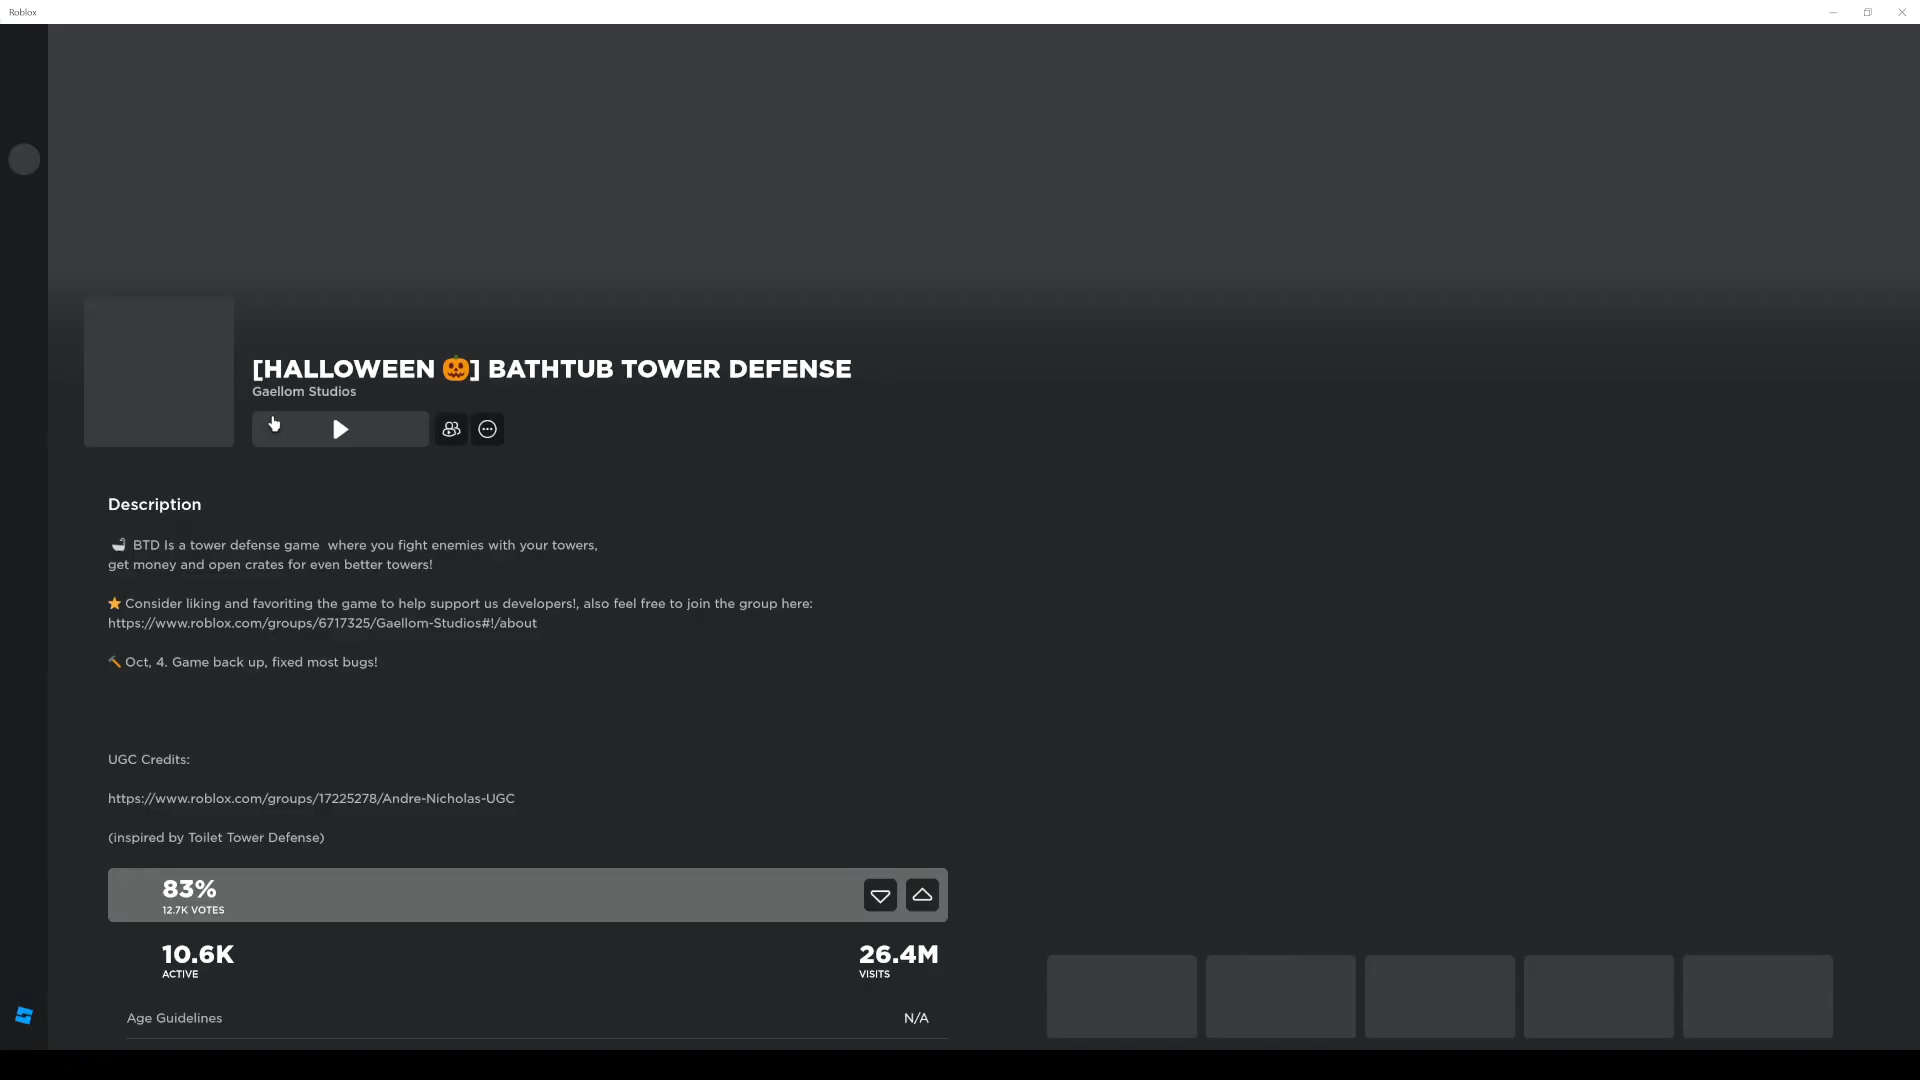 Roblox
[HALLOWEEN 🎃] BATHTUB TOWER DEFENSE
Gaellom Studios
Description
🛁 BTD Is a tower defense game  where you fight enemies with your towers,
get money and open crates for even better towers!
⭐ Consider liking and favoriting the game to help support us developers!, also feel free to join the group here:
https://www.roblox.com/groups/6717325/Gaellom-Studios#!/about
🔨 Oct, 4. Game back up, fixed most bugs!
UGC Credits:
https://www.roblox.com/groups/17225278/Andre-Nicholas-UGC
(inspired by Toilet Tower Defense)
83%
12.7K VOTES
10.6K
ACTIVE
26.4M
VISITS
Age Guidelines
N/A